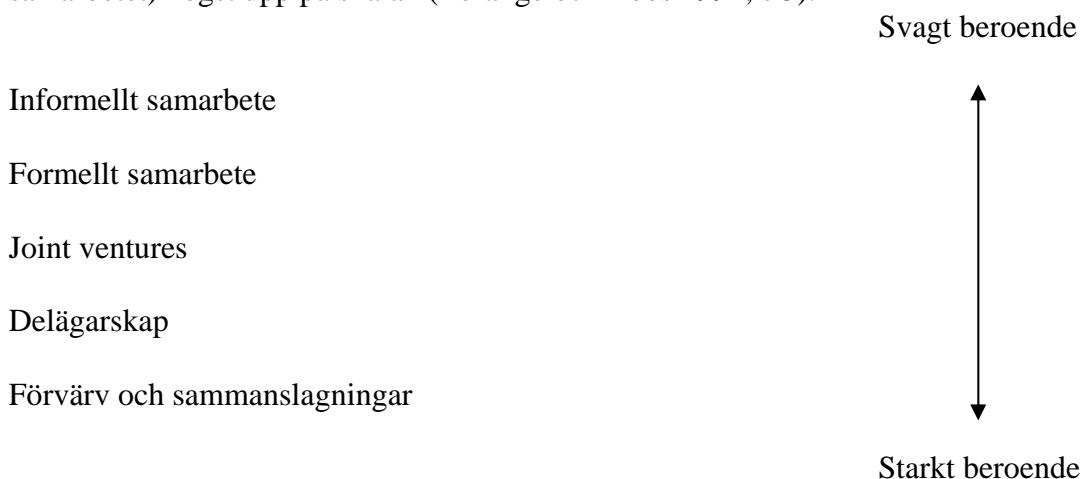 Svagt beroende
Informellt samarbete
Formellt samarbete
Joint ventures
Delägarskap
Förvärv och sammanslagningar
Starkt beroende